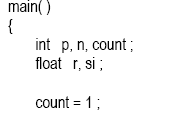 main( )
{
int p, n, count ;
float r, si ;
count = 1 ;